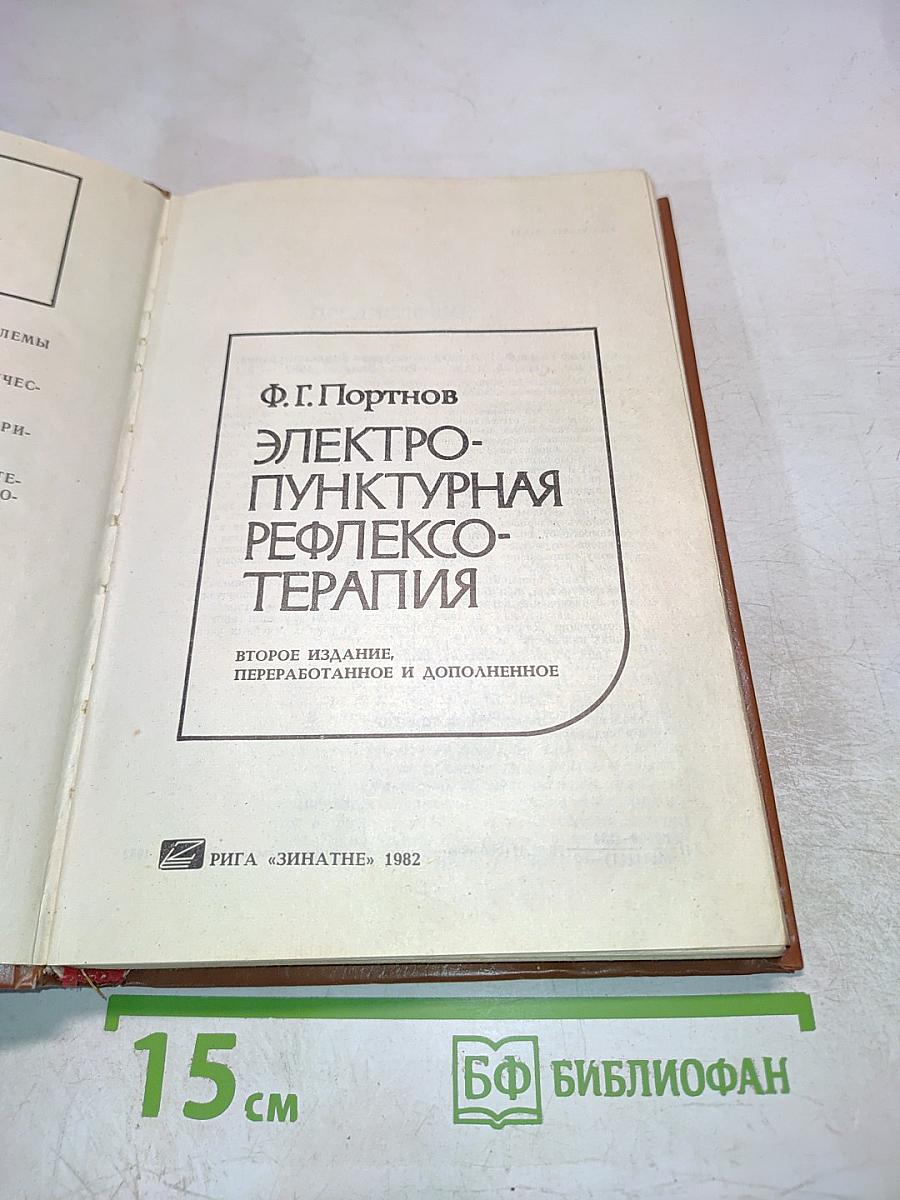 ЛЕМЫ
ЧЕС-
РИ-
ТЕ-
О-
Ф. Г. Портнов
ЭЛЕКТРО-
ПУНКТУРНАЯ
РЕФЛЕКСО-
ТЕРАПИЯ
ВТОРОЕ ИЗДАНИЕ,
ПЕРЕРАБОТАННОЕ И ДОПОЛНЕННОЕ
РИГА «ЗИНАТНЕ» 1982
15 см
БФ БИБЛИОФАН